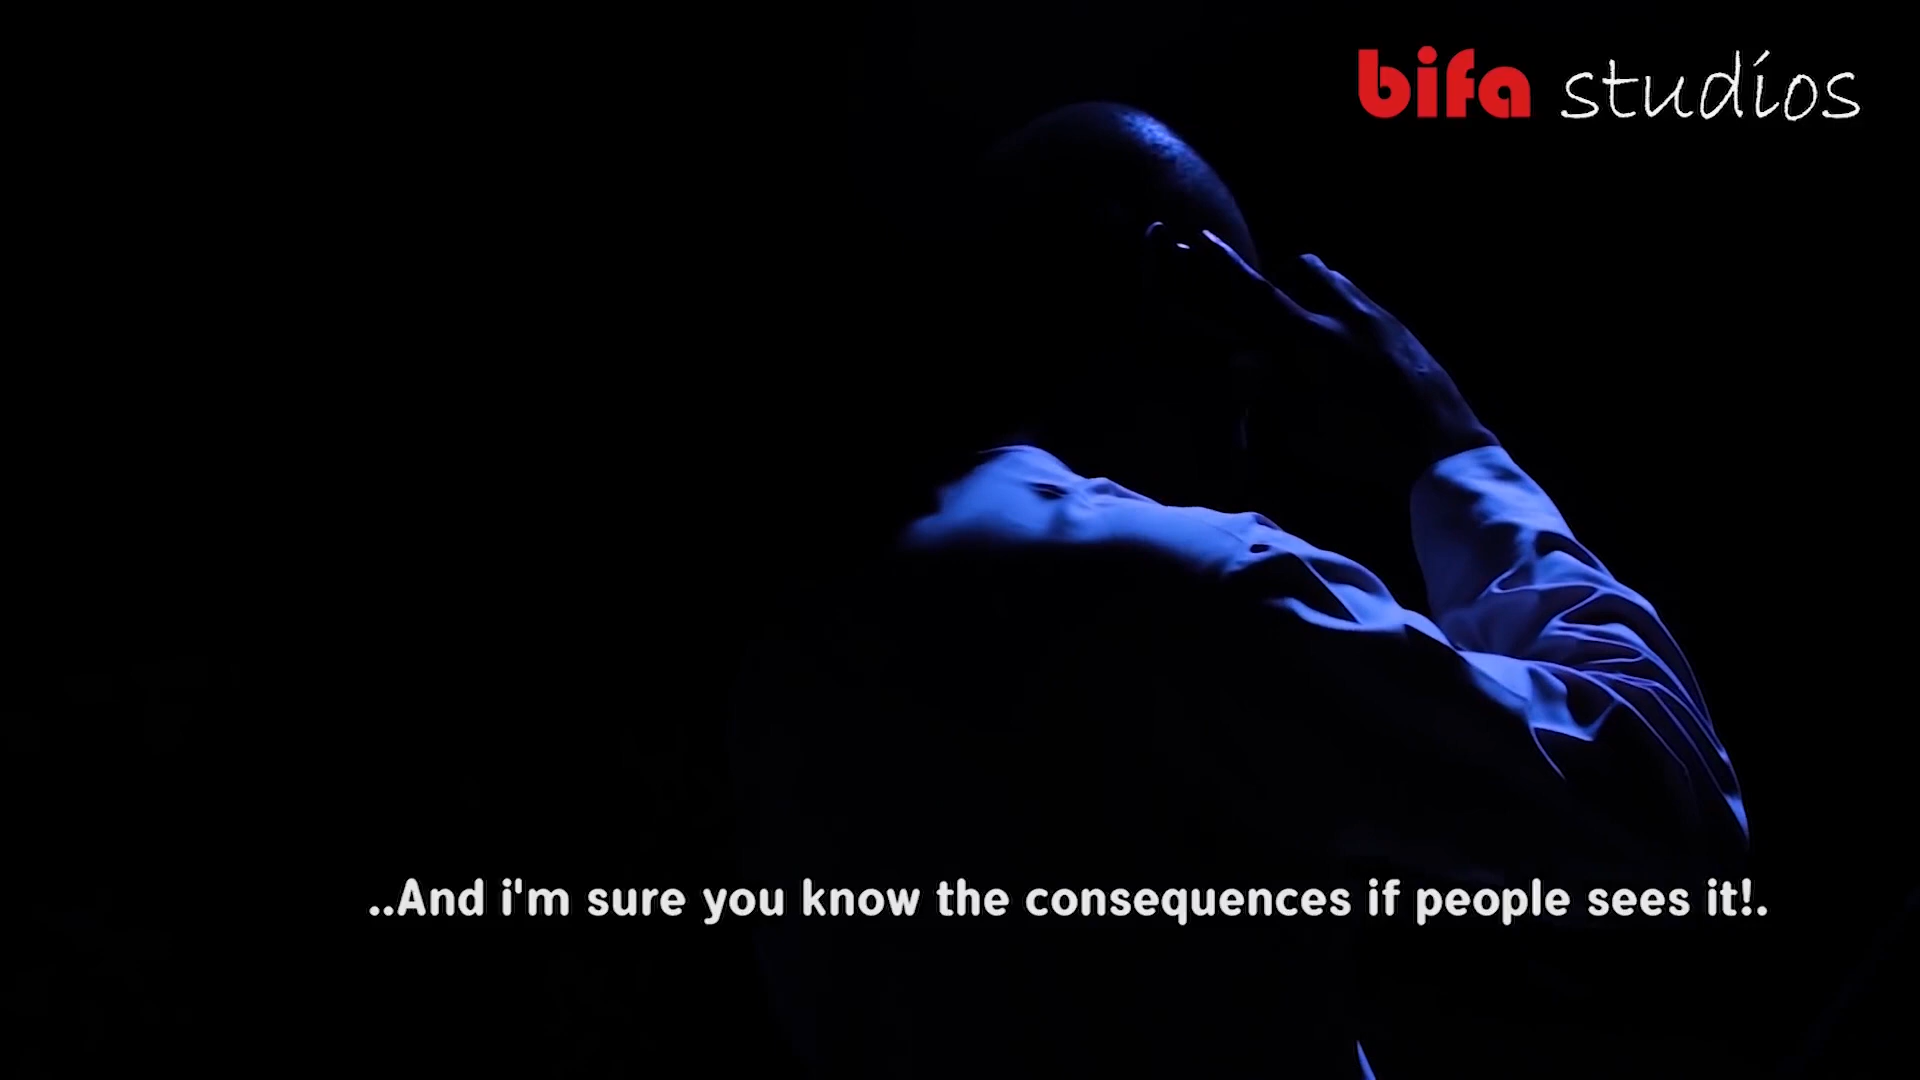 bifa studios
..And i'm sure you know the consequences if people sees it!.